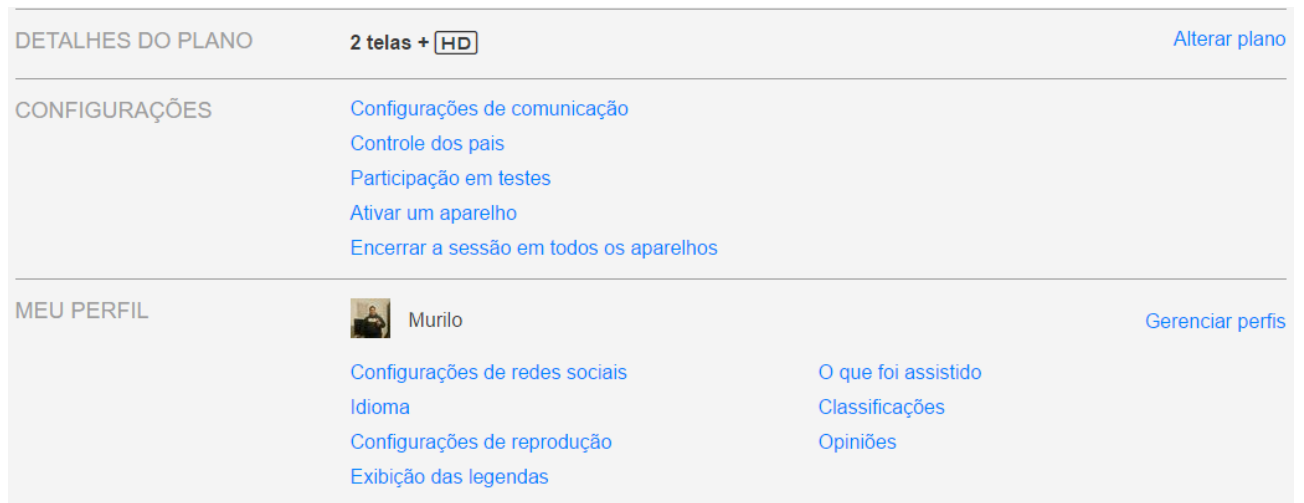 DETALHES DO PLANO 2 telas + HD Alterar plano
CONFIGURAÇÕES Configurações de comunicação
Controle dos pais
Participação em testes
Ativar um aparelho
Encerrar a sessão em todos os aparelhos
MEU PERFIL Murilo Gerenciar perfis
Configurações de redes sociais O que foi assistido
Idioma Classificações
Configurações de reprodução Opiniões
Exibição das legendas